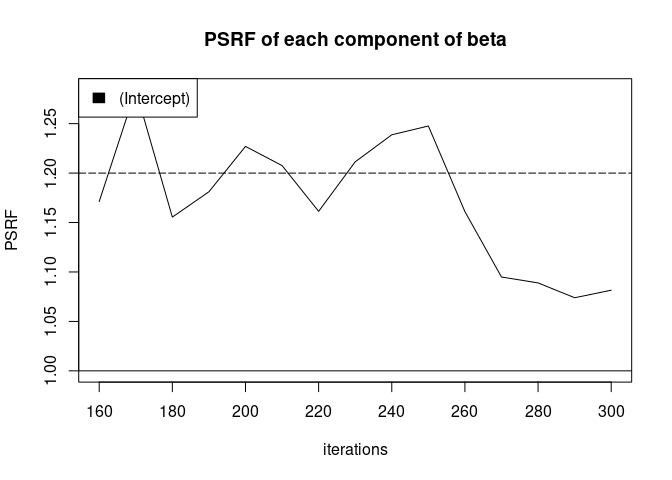 PSRF of each component of beta
(Intercept)
PSRF
1.25
1.20
1.15
1.10
1.05
1.00
160 180 200 220 240 260 280 300
iterations